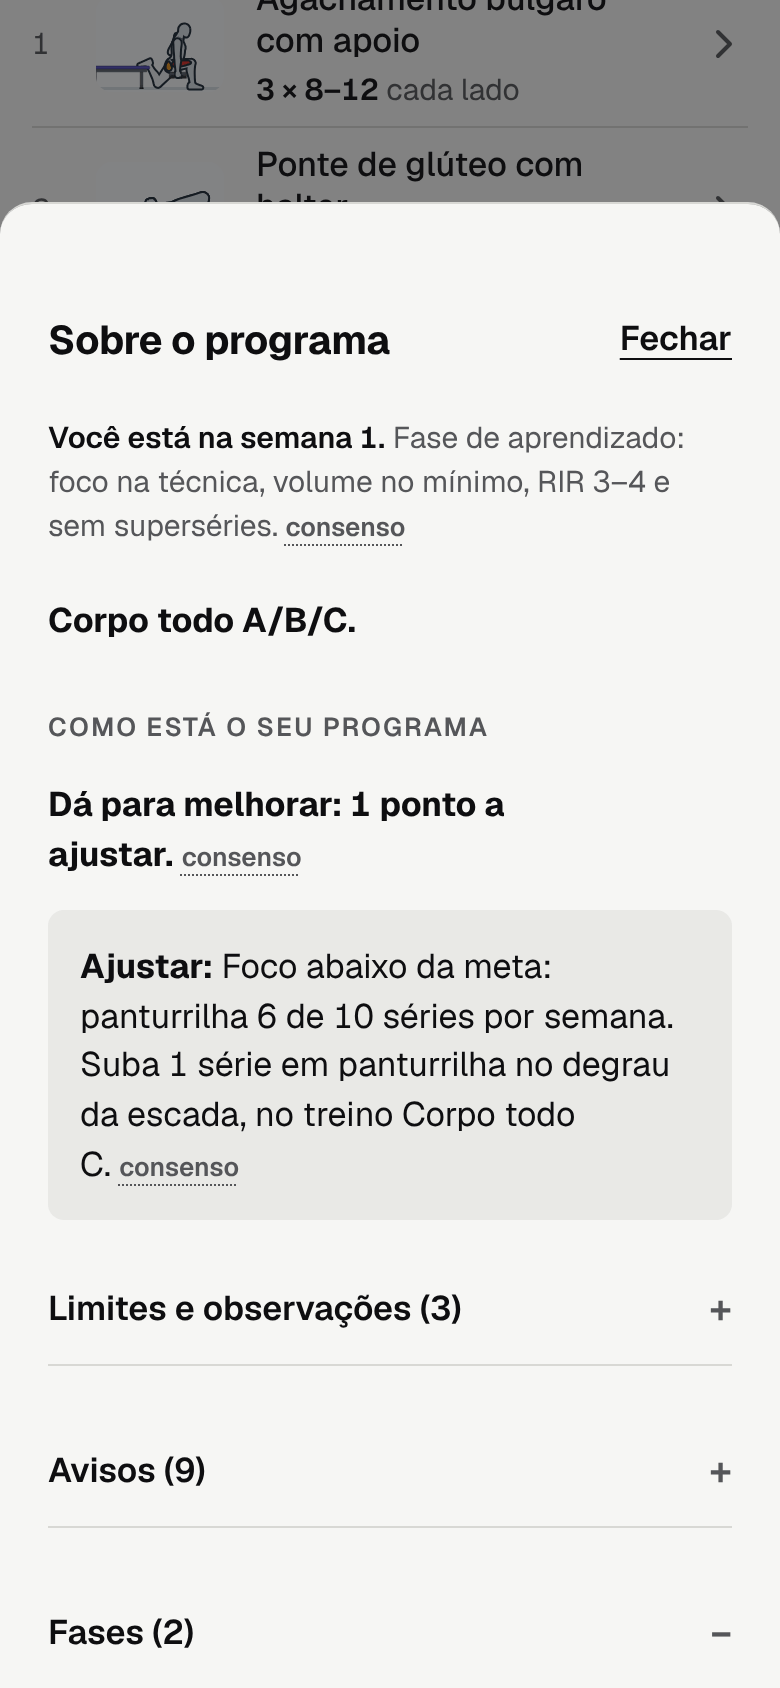 Agachamento búlgaro
1
com apoio
3 × 8–12 cada lado
Ponte de glúteo com
Sobre o programa
Fechar
Você está na semana 1. Fase de aprendizado:
foco na técnica, volume no mínimo, RIR 3–4 e
sem superséries. consenso
Corpo todo A/B/C.
COMO ESTÁ O SEU PROGRAMA
Dá para melhorar: 1 ponto a
ajustar. consenso
Ajustar: Foco abaixo da meta:
panturrilha 6 de 10 séries por semana.
Suba 1 série em panturrilha no degrau
da escada, no treino Corpo todo
C. consenso
Limites e observações (3)
+
Avisos (9)
+
Fases (2)
–